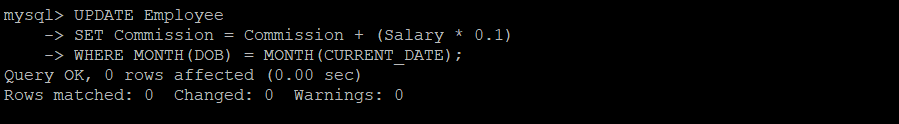 mysql> UPDATE Employee
    -> SET Commission = Commission + (Salary * 0.1)
    -> WHERE MONTH(DOB) = MONTH(CURRENT_DATE);
Query OK, 0 rows affected (0.00 sec)
Rows matched: 0  Changed: 0  Warnings: 0